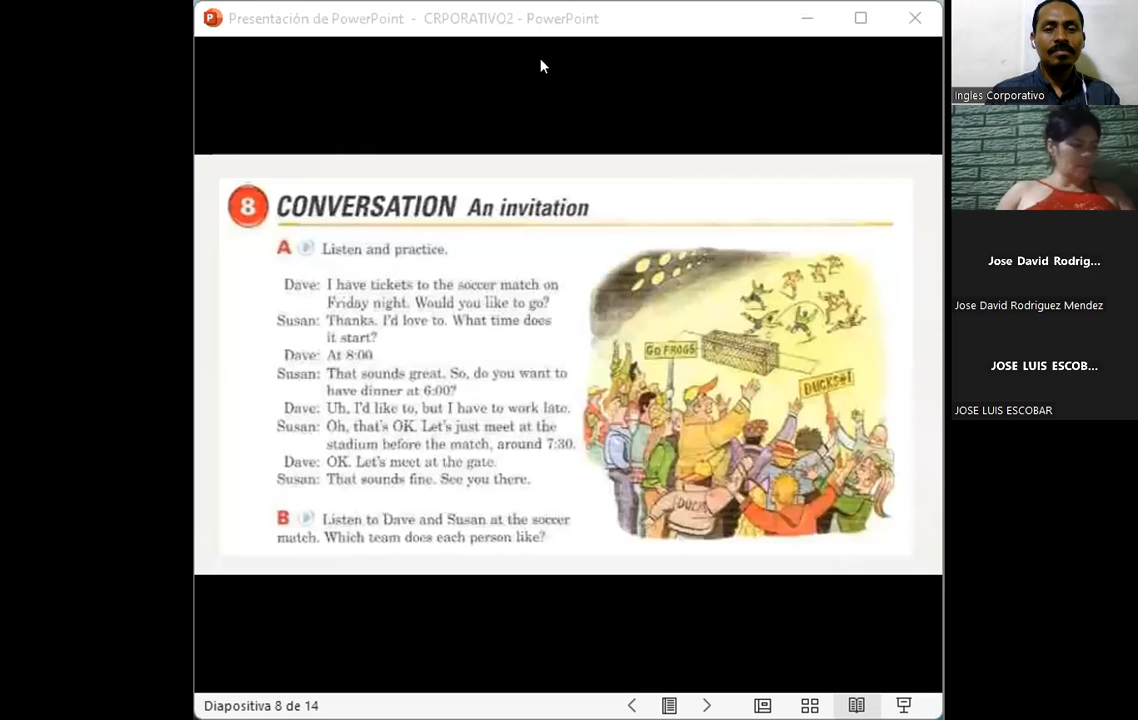 Presentación de PowerPoint - CRPORATIVO2 - PowerPoint
8 CONVERSATION An invitation
A Listen and practice.
Dave: I have tickets to the soccer match on
Friday night. Would you like to go?
Susan: Thanks. I'd love to. What time does
it start?
Dave: At 8:00
Susan: That sounds great. So, do you want to
have dinner at 6:00?
Dave: Uh, I'd like to, but I have to work late.
Susan: Oh, that's OK. Let's just meet at the
stadium before the match, around 7:30.
Dave: OK. Let's meet at the gate.
Susan: That sounds fine. See you there.
B Listen to Dave and Susan at the soccer
match. Which team does each person like?
GO FROGS
DUCKS#1
DUCK
Diapositiva 8 de 14
Ingles Corporativo
Jose David Rodrig...
Jose David Rodriguez Mendez
JOSE LUIS ESCOB...
JOSE LUIS ESCOBAR